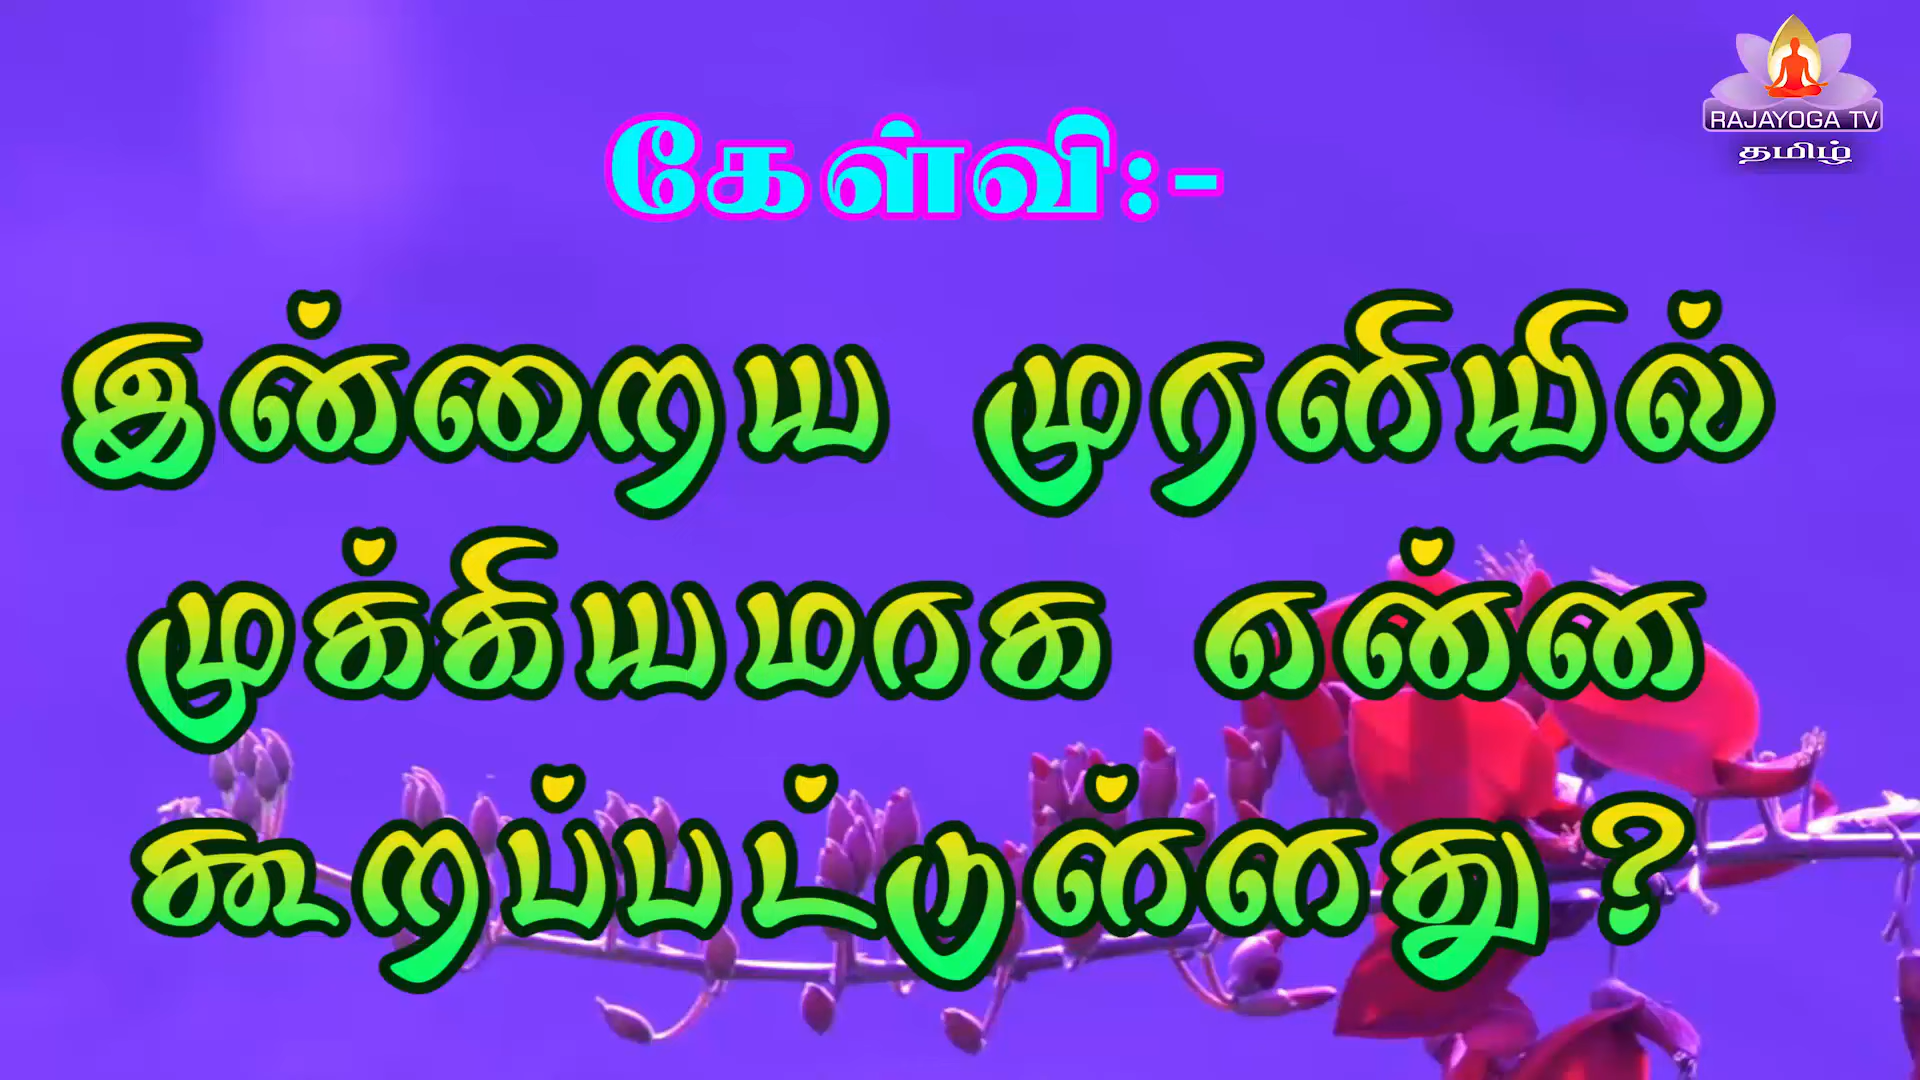 RAJAYOGA TV
தமிழ்
கேள்வி:-
இன்றைய முரளியில்
முக்கியமாக என்ன
கூறப்பட்டுள்ளது?